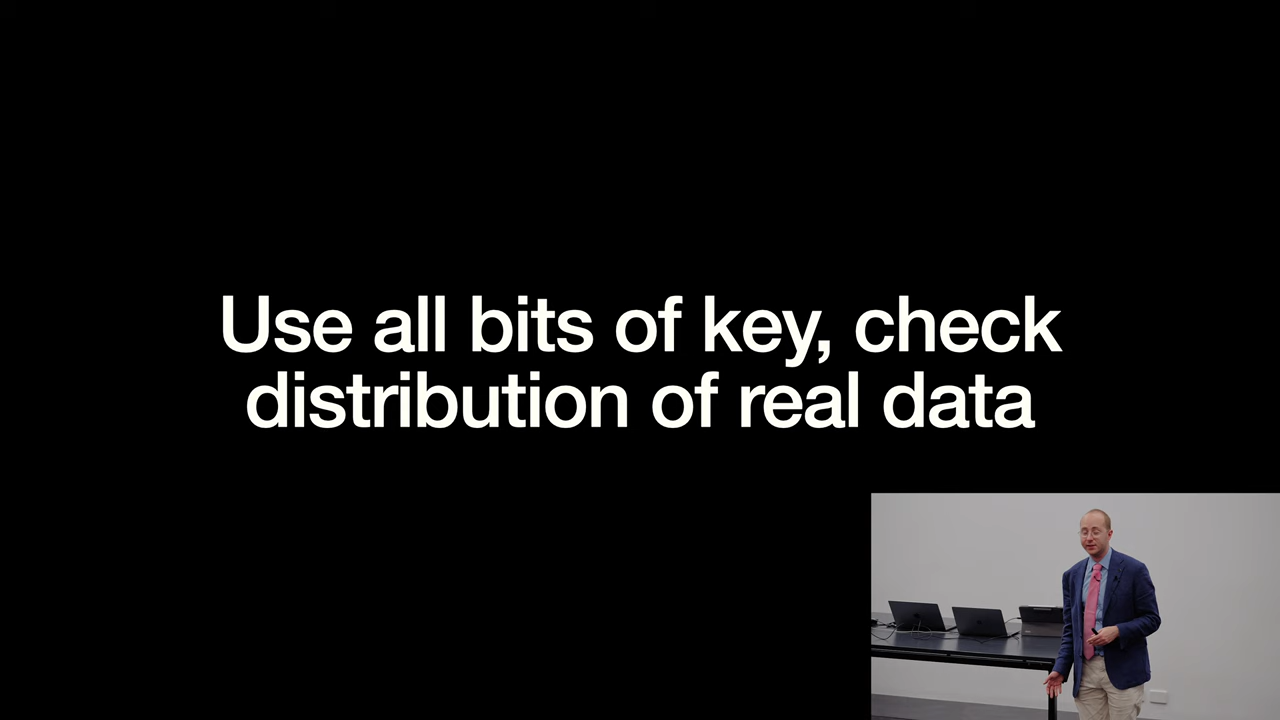 Use all bits of key, check
distribution of real data